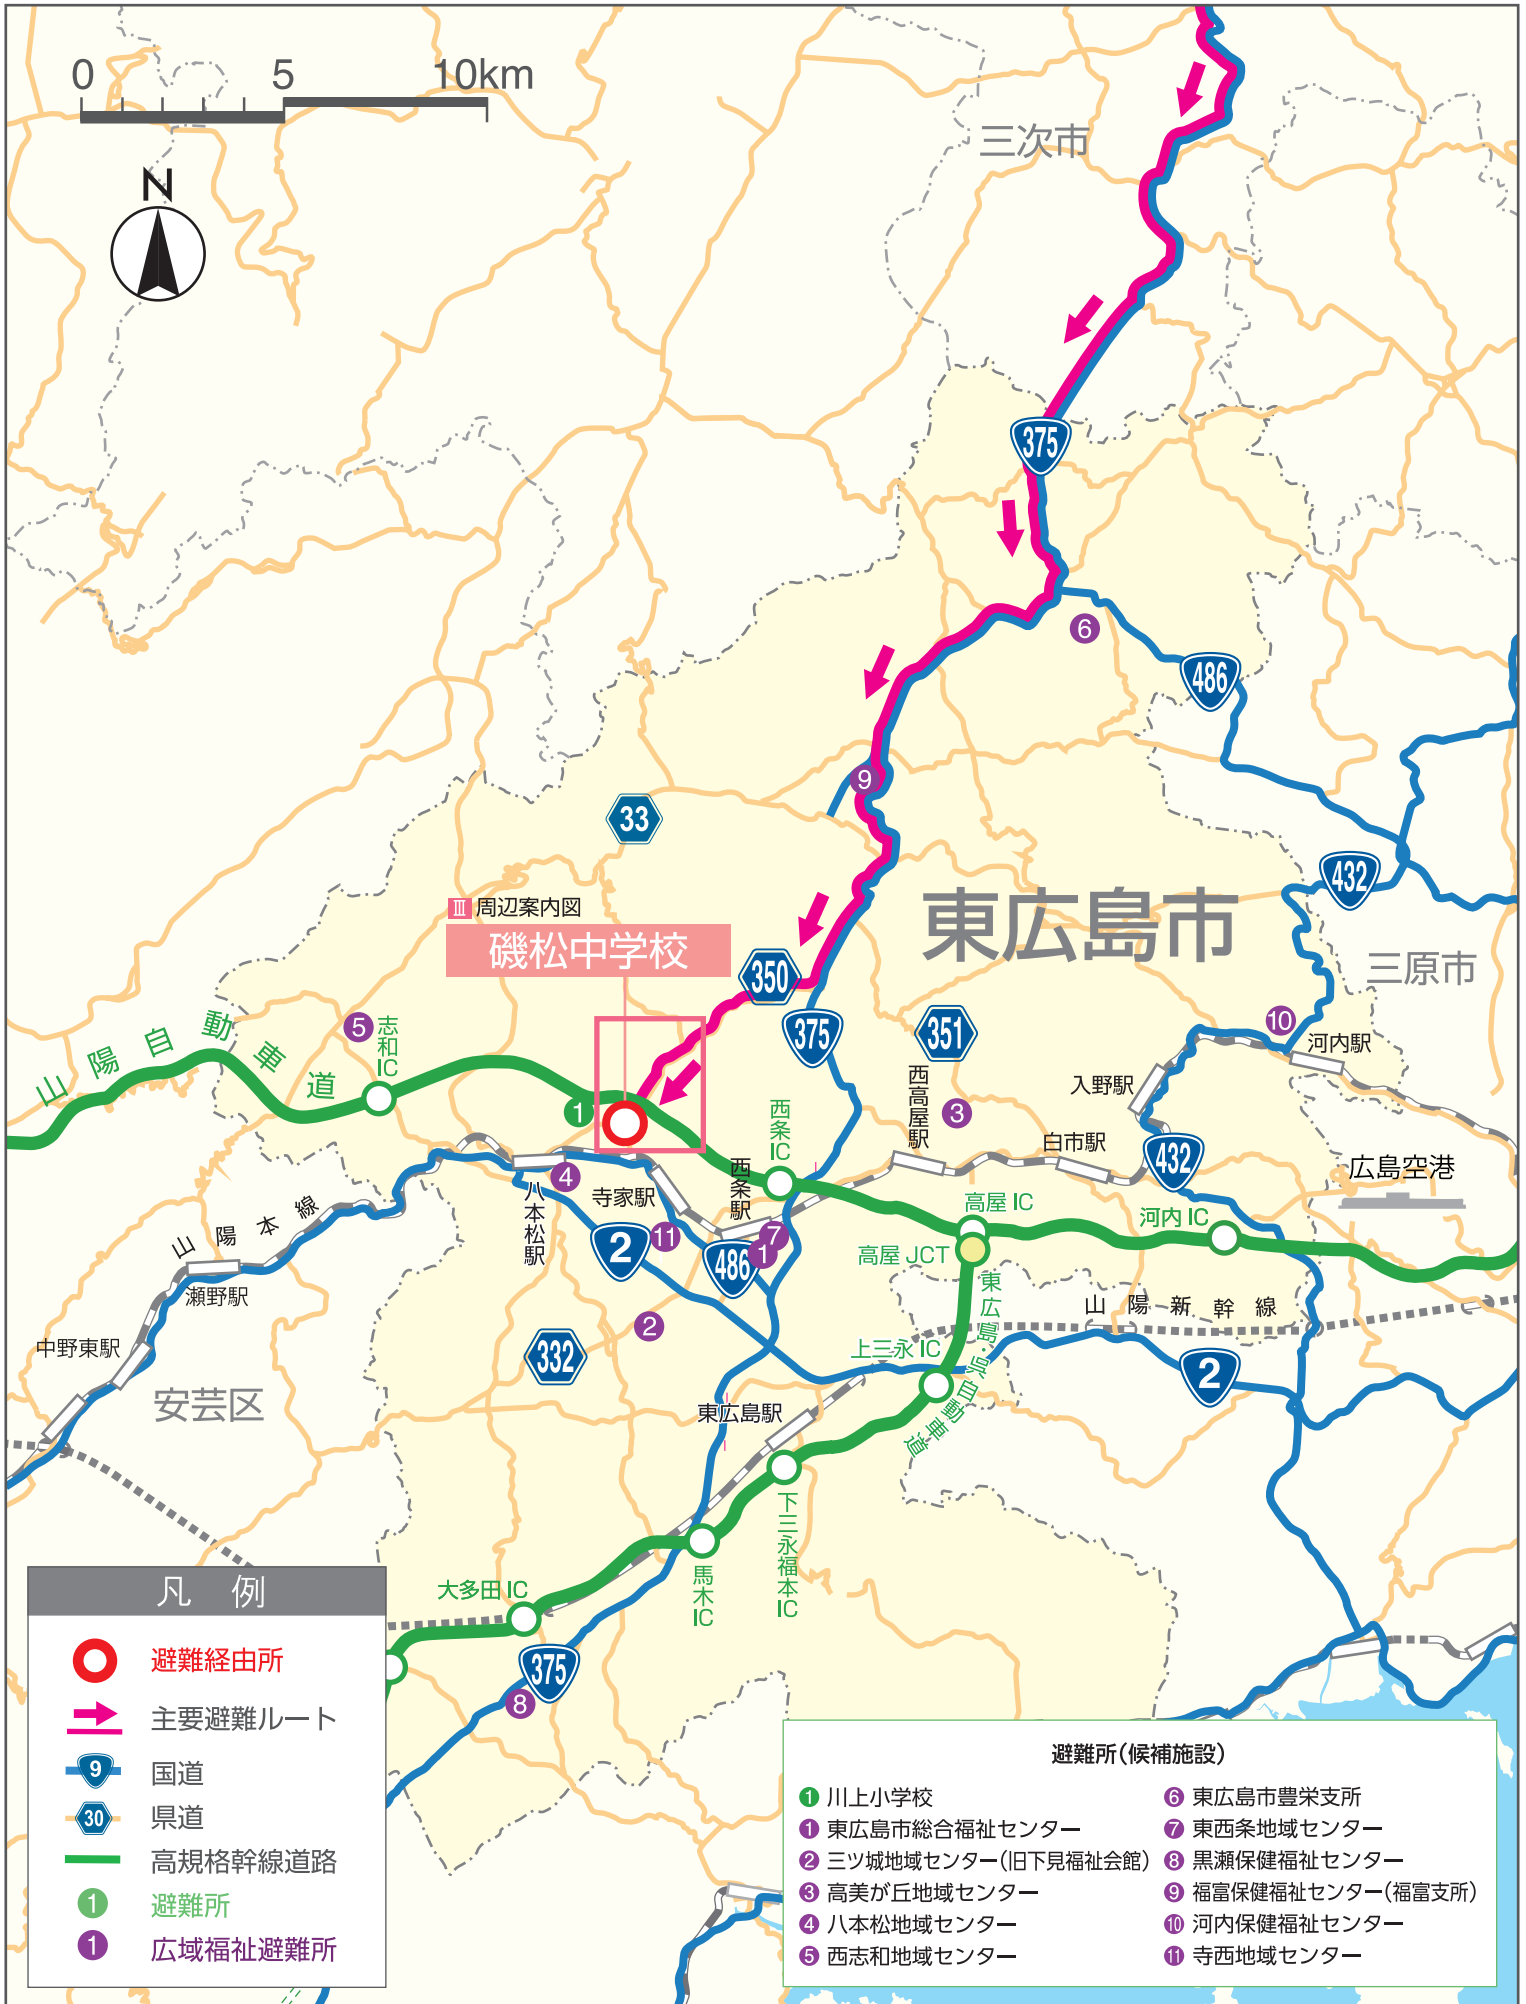 0 5 10km
N
三次市
375
6
486
9
33
432
Ⅲ 周辺案内図
磯松中学校
東広島市
三原市
350
375
351
10
河内駅
5
志和IC
山陽自動車道
1
西条IC
西高屋駅
3
入野駅
白市駅
432
広島空港
4
八本松駅
寺家駅
西条駅
高屋 IC
河内 IC
山陽本線
2
11
7
1
486
高屋 JCT
瀬野駅
東広島・呉自動車道
山陽新幹線
中野東駅
2
332
上三永 IC
2
安芸区
東広島駅
下三永福本IC
馬木IC
大多田 IC
375
8
凡例
避難経由所
主要避難ルート
9 国道
30 県道
高規格幹線道路
1 避難所
1 広域福祉避難所
避難所(候補施設)
1 川上小学校
1 東広島市総合福祉センター
2 三ツ城地域センター(旧下見福祉会館)
3 高美が丘地域センター
4 八本松地域センター
5 西志和地域センター
6 東広島市豊栄支所
7 東西条地域センター
8 黒瀬保健福祉センター
9 福富保健福祉センター(福富支所)
10 河内保健福祉センター
11 寺西地域センター